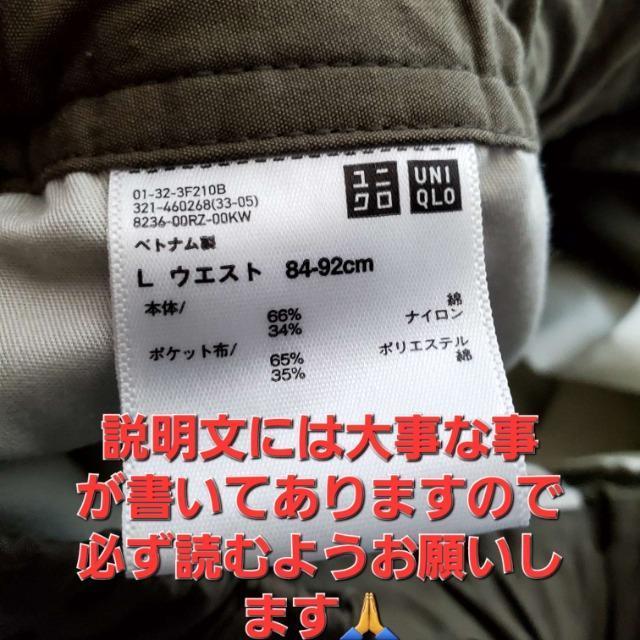 01-32-3F210B
321-460268(33-05)
8236-00RZ-00KW
ユニ
クロ
UNI
QLO
ベトナム製
L ウエスト 84-92cm
本体/ 66% 綿
34% ナイロン
ポケット布/ 65% ポリエステル
35% 綿
説明文には大事な事
が書いてありますので
必ず読むようお願いし
ます🙏